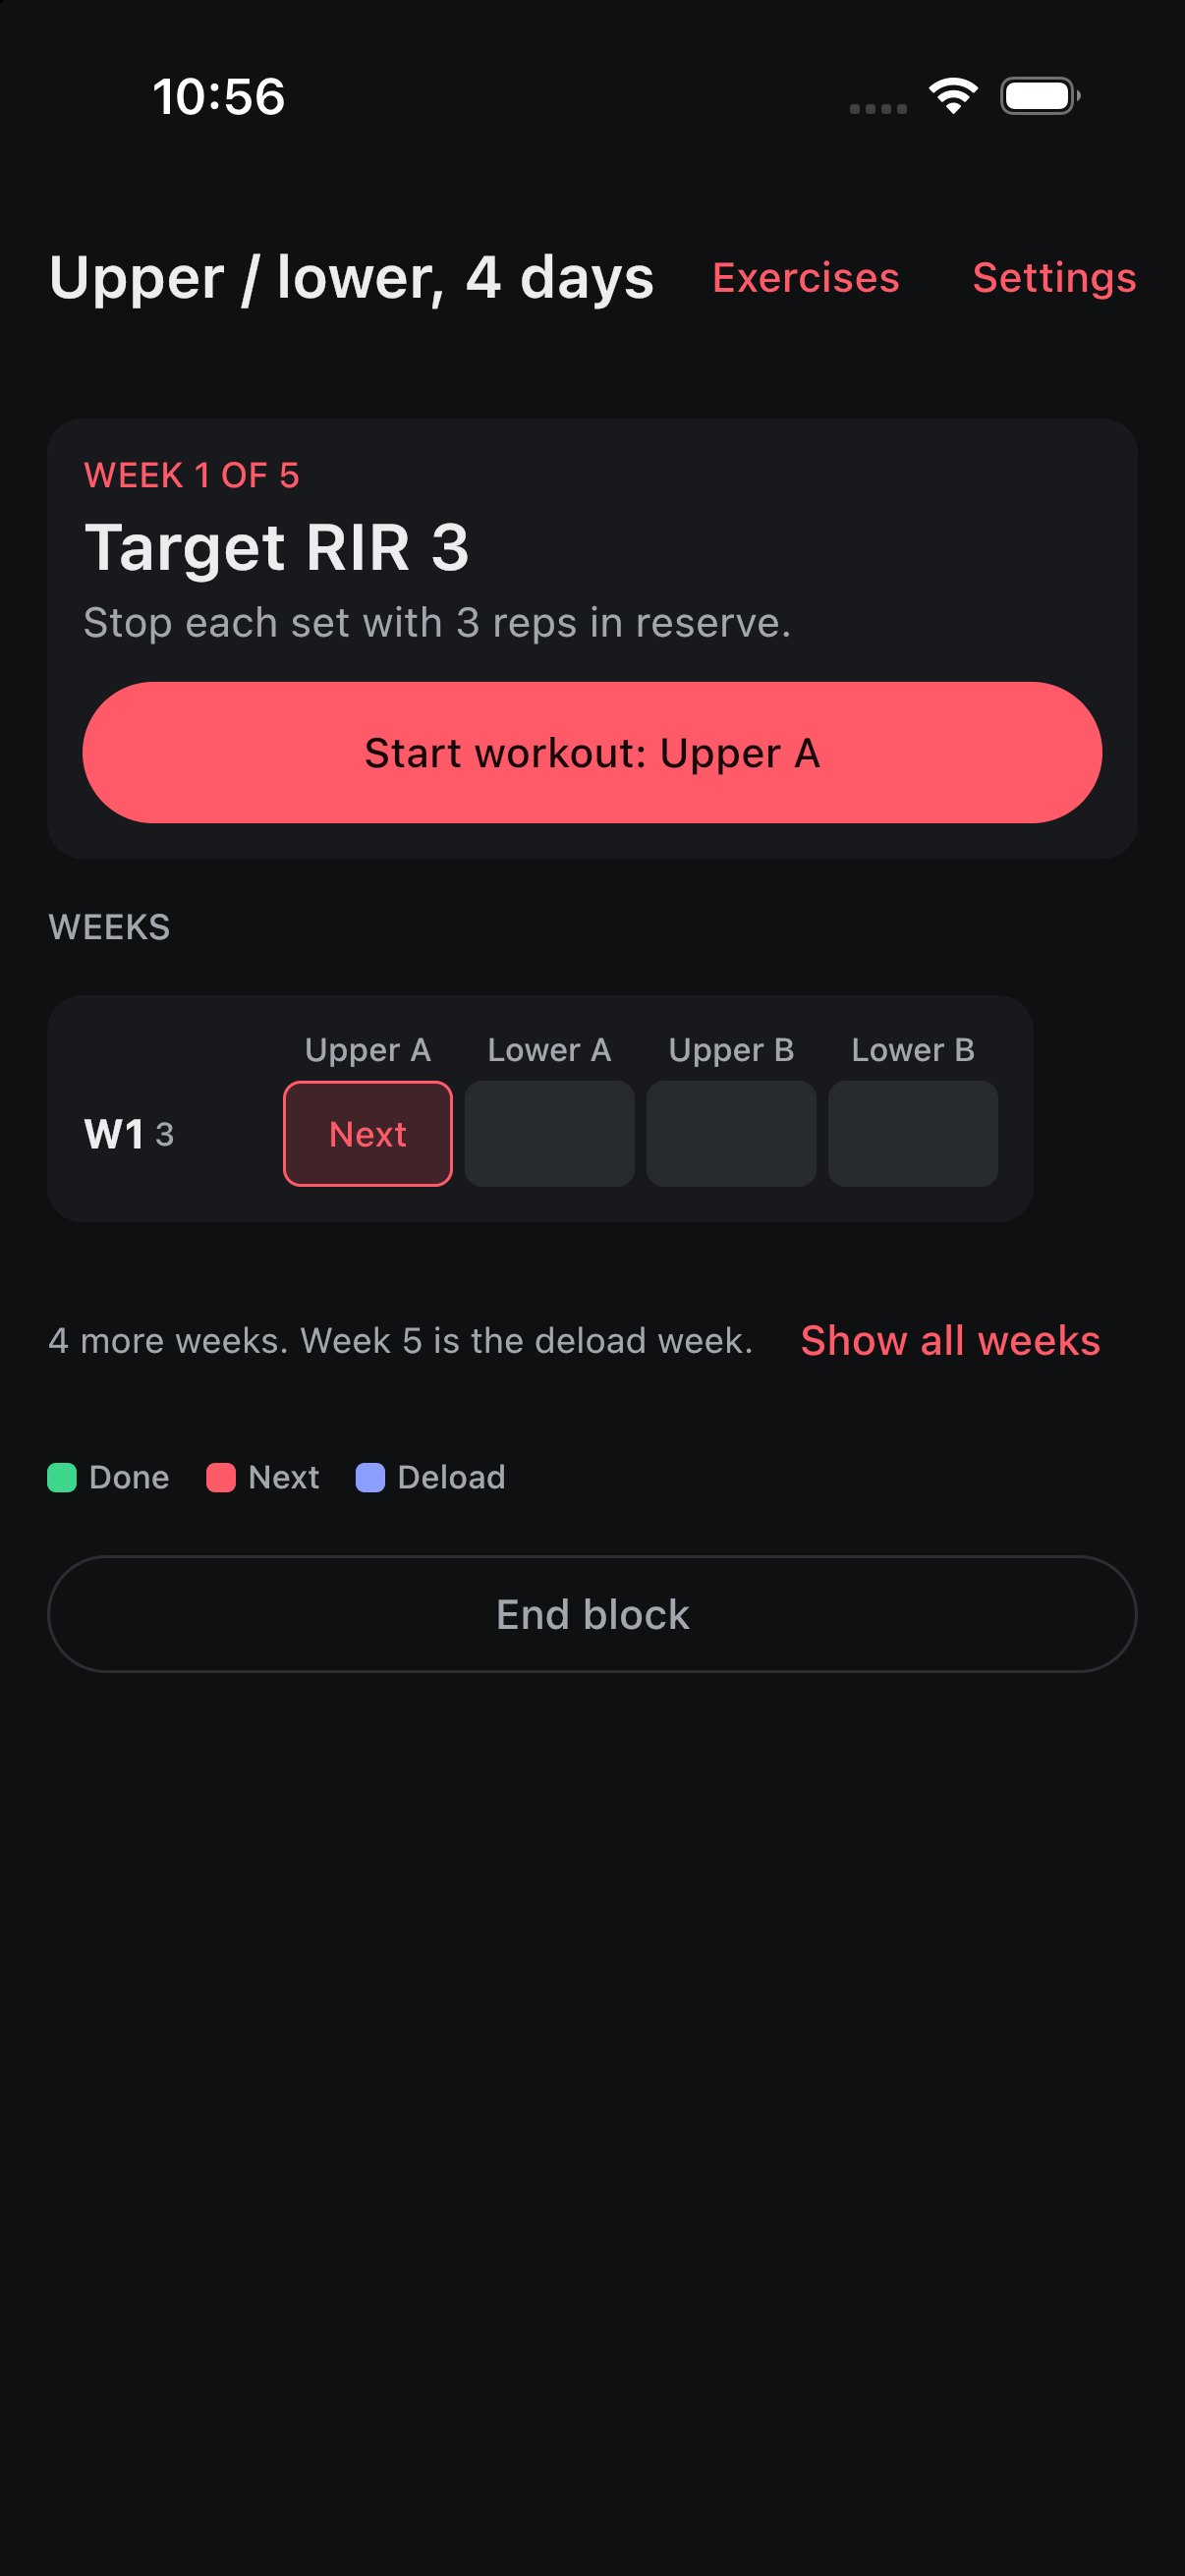 10:56
Upper / lower, 4 days Exercises Settings
WEEK 1 OF 5
Target RIR 3
Stop each set with 3 reps in reserve.
Start workout: Upper A
WEEKS
Upper A Lower A Upper B Lower B
W1 3 Next
4 more weeks. Week 5 is the deload week. Show all weeks
Done Next Deload
End block